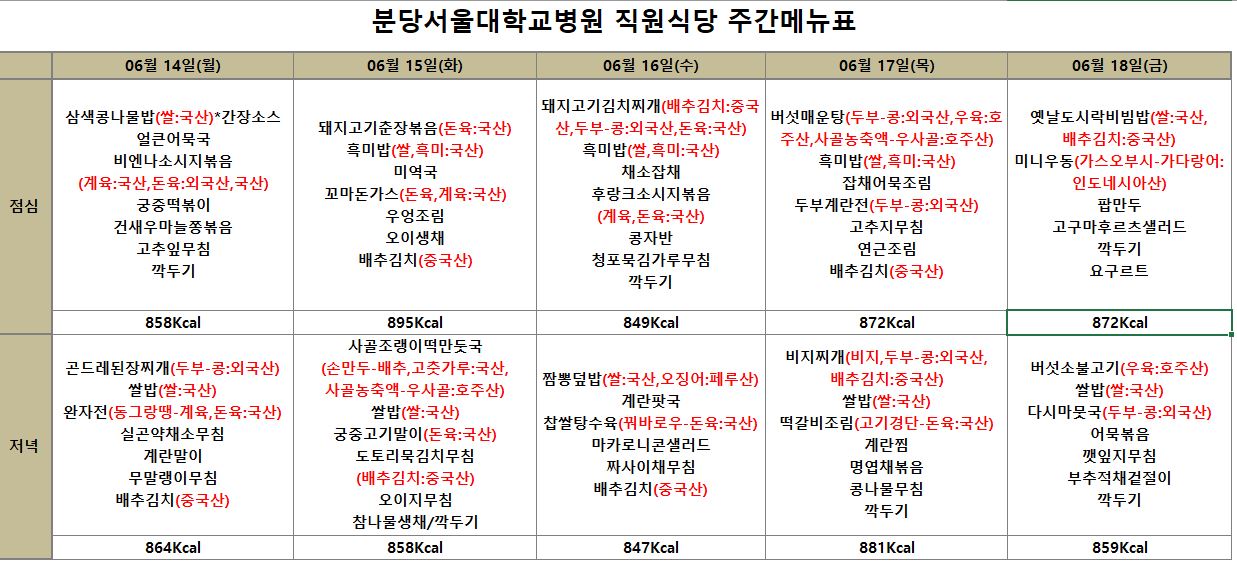 분당서울대학교병원 직원식당 주간메뉴표
06월 14일(월)
06월 15일(화)
06월 16일(수)
06월 17일(목)
06월 18일(금)
점심
삼색콩나물밥(쌀:국산)*간장소스
얼큰어묵국
비엔나소시지볶음
(계육:국산,돈육:외국산,국산)
궁중떡볶이
건새우마늘쫑볶음
고추잎무침
깍두기
돼지고기춘장볶음(돈육:국산)
흑미밥(쌀,흑미:국산)
미역국
꼬마돈가스(돈육,계육:국산)
우엉조림
오이생채
배추김치(중국산)
돼지고기김치찌개(배추김치:중국
산,두부-콩:외국산,돈육:국산)
흑미밥(쌀,흑미:국산)
채소잡채
후랑크소시지볶음
(계육,돈육:국산)
콩자반
청포묵김가루무침
깍두기
버섯매운탕(두부-콩:외국산,우육:호
주산,사골농축액-우사골:호주산)
흑미밥(쌀,흑미:국산)
잡채어묵조림
두부계란전(두부-콩:외국산)
고추지무침
연근조림
배추김치(중국산)
옛날도시락비빔밥(쌀:국산,
배추김치:중국산)
미니우동(가스오부시-가다랑어:
인도네시아산)
팝만두
고구마후르츠샐러드
깍두기
요구르트
858Kcal
895Kcal
849Kcal
872Kcal
872Kcal
저녁
곤드레된장찌개(두부-콩:외국산)
쌀밥(쌀:국산)
완자전(동그랑땡-계육,돈육:국산)
실곤약채소무침
계란말이
무말랭이무침
배추김치(중국산)
사골조랭이떡만둣국
(손만두-배추,고춧가루:국산,
사골농축액-우사골:호주산)
쌀밥(쌀:국산)
궁중고기말이(돈육:국산)
도토리묵김치무침
(배추김치:중국산)
오이지무침
참나물생채/깍두기
짬뽕덮밥(쌀:국산,오징어:페루산)
계란팟국
찹쌀탕수육(꿔바로우-돈육:국산)
마카로니콘샐러드
짜사이채무침
배추김치(중국산)
비지찌개(비지,두부-콩:외국산,
배추김치:중국산)
쌀밥(쌀:국산)
떡갈비조림(고기경단-돈육:국산)
계란찜
명엽채볶음
콩나물무침
깍두기
버섯소불고기(우육:호주산)
쌀밥(쌀:국산)
다시마뭇국(두부-콩:외국산)
어묵볶음
깻잎지무침
부추적채겉절이
깍두기
864Kcal
858Kcal
847Kcal
881Kcal
859Kcal